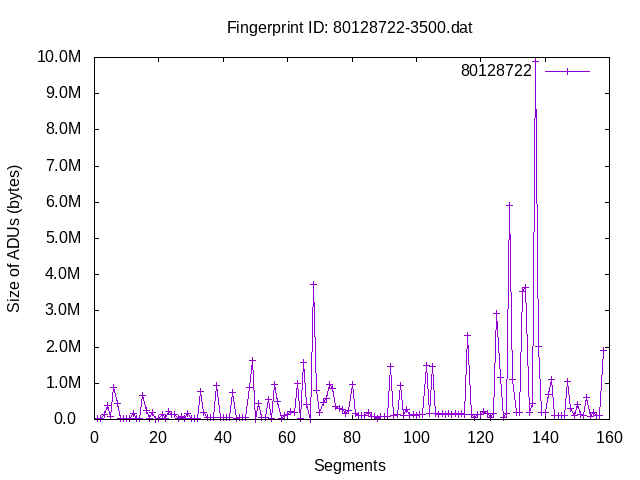 Fingerprint ID: 80128722-3500.dat
10.0M
80128722
9.0M
8.0M
7.0M
6.0M
5.0M
4.0M
3.0M
2.0M
1.0M
0.0
Size of ADUs (bytes)
0 20 40 60 80 100 120 140 160
Segments